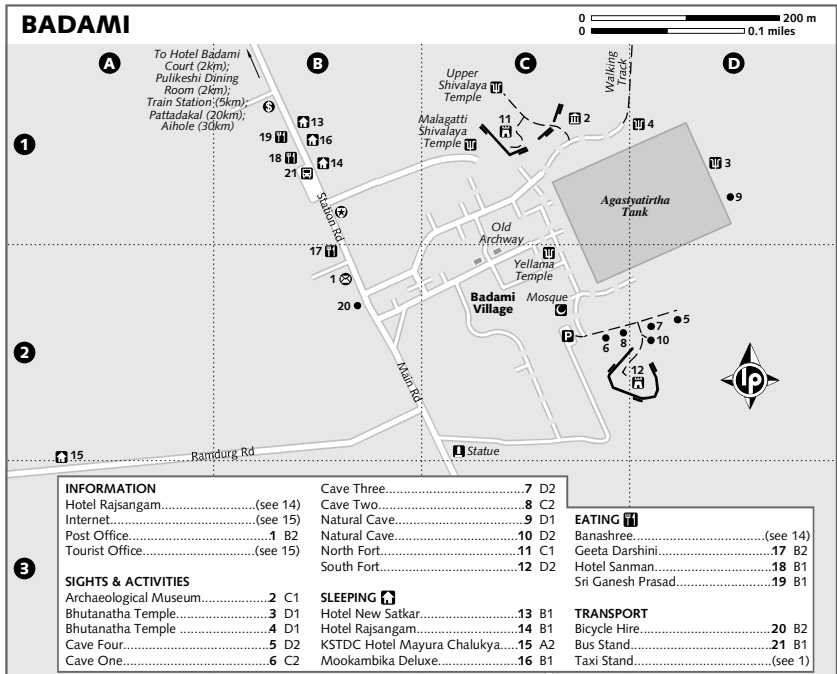 BADAMI
0 200 m
0 0.1 miles
A
B
C
D
To Hotel Badami
Court (2km);
Pulikeshi Dining
Room (2km);
Train Station (5km);
Pattadakal (20km);
Aihole (30km)
Upper
Shivalaya
Temple
Walking
Track
$
13
11
2
4
1
19
16
Malagatti
Shivalaya
Temple
18
14
3
21
Agastyatirtha
Tank
9
Station Rd
Old
Archway
17
Yellama
Temple
1
Badami
Village
Mosque
20
P
5
7
6
8
10
2
12
lp
Main Rd
Statue
15
Ramdurg Rd
3
INFORMATION
Hotel Rajsangam.........................(see 14)
Internet.......................................(see 15)
Post Office.....................................1 B2
Tourist Office...............................(see 15)
SIGHTS & ACTIVITIES
Archaeological Museum..................2 C1
Bhutanatha Temple........................3 D1
Bhutanatha Temple .......................4 D1
Cave Four......................................5 D2
Cave One.......................................6 C2
Cave Three....................................7 D2
Cave Two......................................8 C2
Natural Cave.................................9 D1
Natural Cave................................10 D2
North Fort....................................11 C1
South Fort....................................12 D2
SLEEPING
Hotel New Satkar..........................13 B1
Hotel Rajsangam..........................14 B1
KSTDC Hotel Mayura Chalukya.....15 A2
Mookambika Deluxe.....................16 B1
EATING
Banashree....................................(see 14)
Geeta Darshini.............................17 B2
Hotel Sanman..............................18 B1
Sri Ganesh Prasad........................19 B1
TRANSPORT
Bicycle Hire..................................20 B2
Bus Stand....................................21 B1
Taxi Stand....................................(see 1)